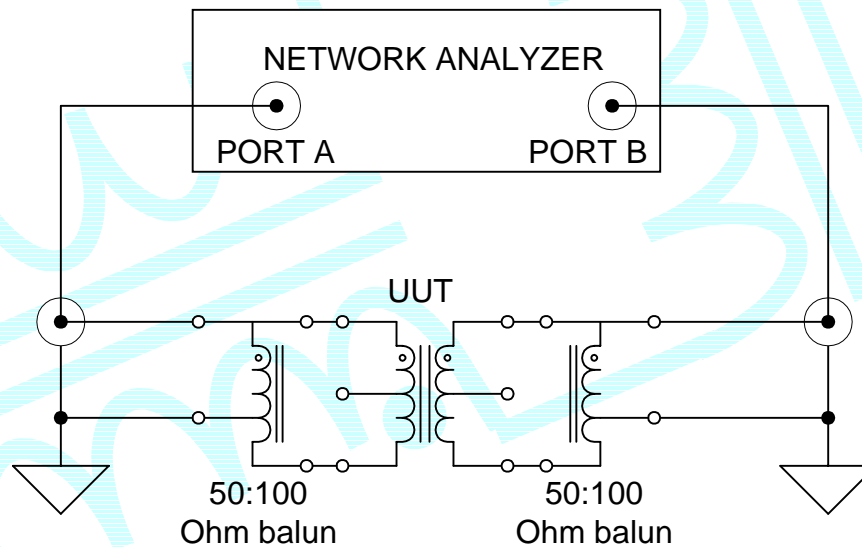 NETWORK ANALYZER
PORT A
PORT B
UUT
50:100
Ohm balun
50:100
Ohm balun